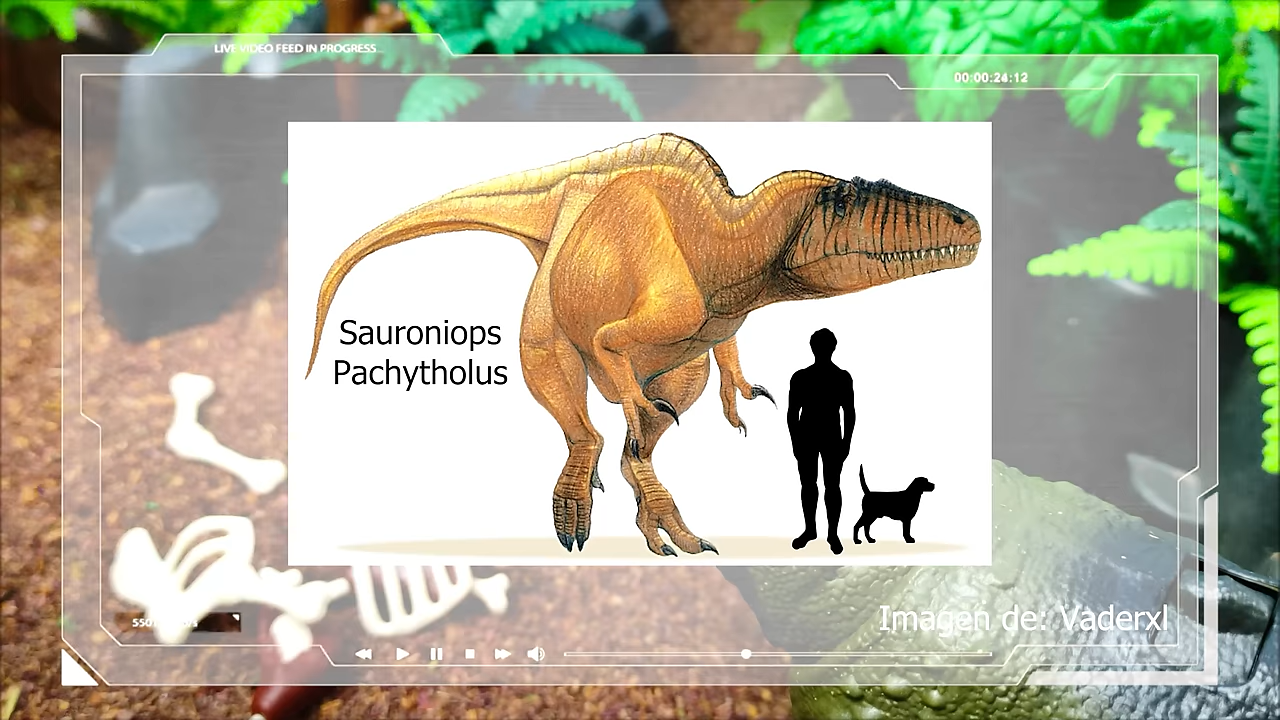 LIVE VIDEO FEED IN PROGRESS...
00:00:24:12
Sauroniops
Pachytholus
Imagen de: Vaderxl